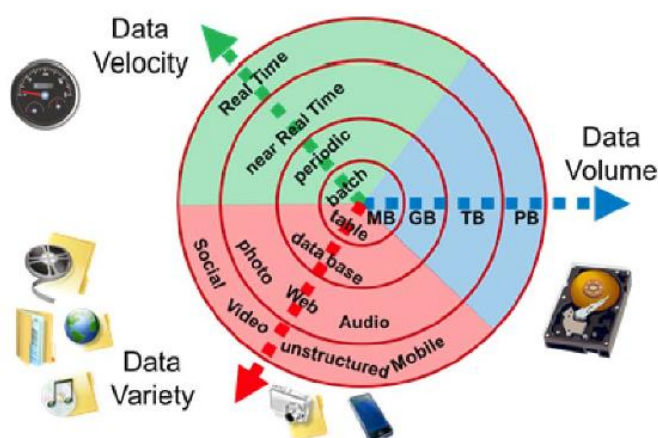 Data
Velocity
Real Time
near Real Time
periodic
batch
Data
Volume
MB GB TB PB
table
data base
photo Web Audio
Social Video unstructured/Mobile
Data
Variety